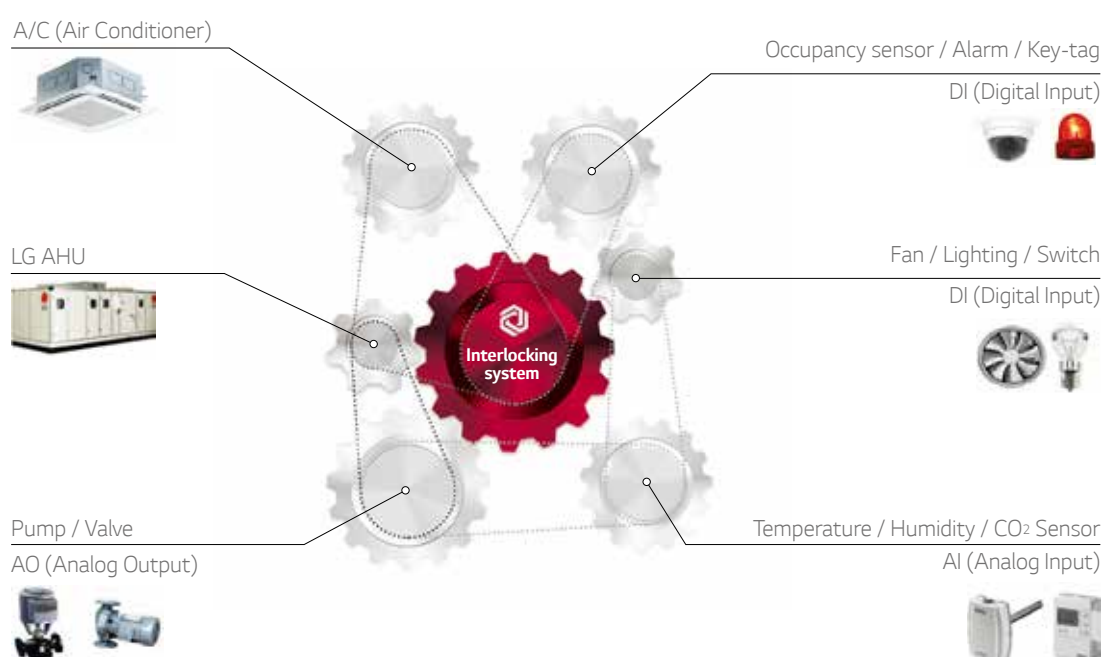 A/C (Air Conditioner)
Occupancy sensor / Alarm / Key-tag
DI (Digital Input)
LG AHU
Fan / Lighting / Switch
DI (Digital Input)
Interlocking
system
Pump / Valve
AO (Analog Output)
Temperature / Humidity / CO2 Sensor
AI (Analog Input)